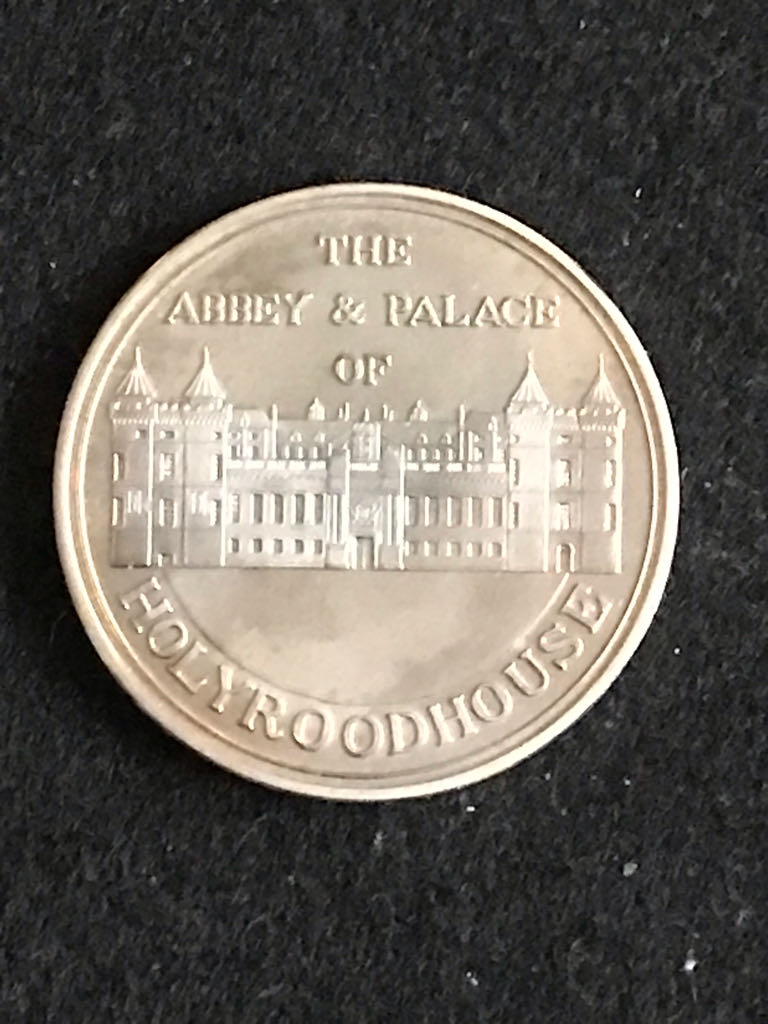 THE
ABBEY & PALACE
OF
HOLYROODHOUSE